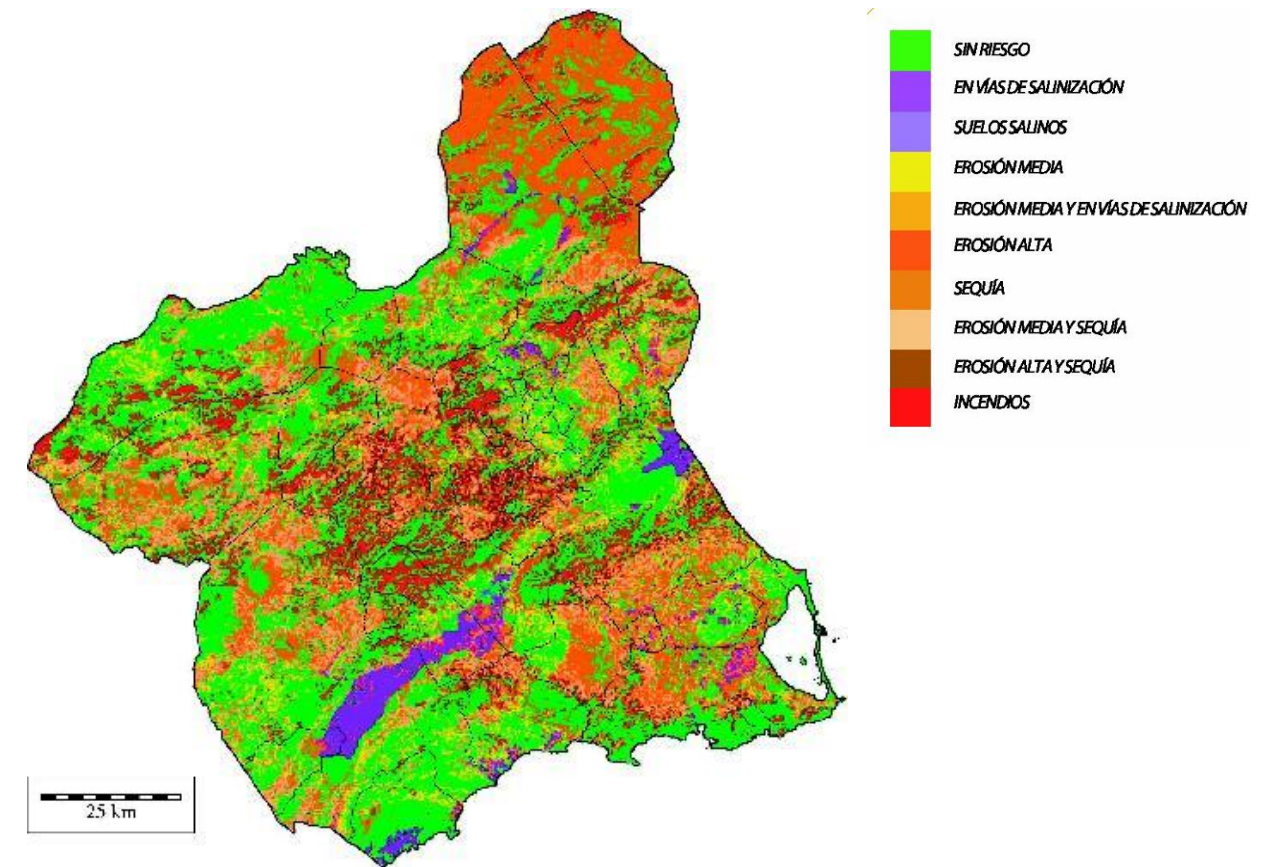 SIN RIESGO
EN VÍAS DE SALINIZACIÓN
SUELOS SALINOS
EROSIÓN MEDIA
EROSIÓN MEDIA Y EN VÍAS DE SALINIZACIÓN
EROSIÓN ALTA
SEQUÍA
EROSIÓN MEDIA Y SEQUÍA
EROSIÓN ALTA Y SEQUÍA
INCENDIOS
25 km